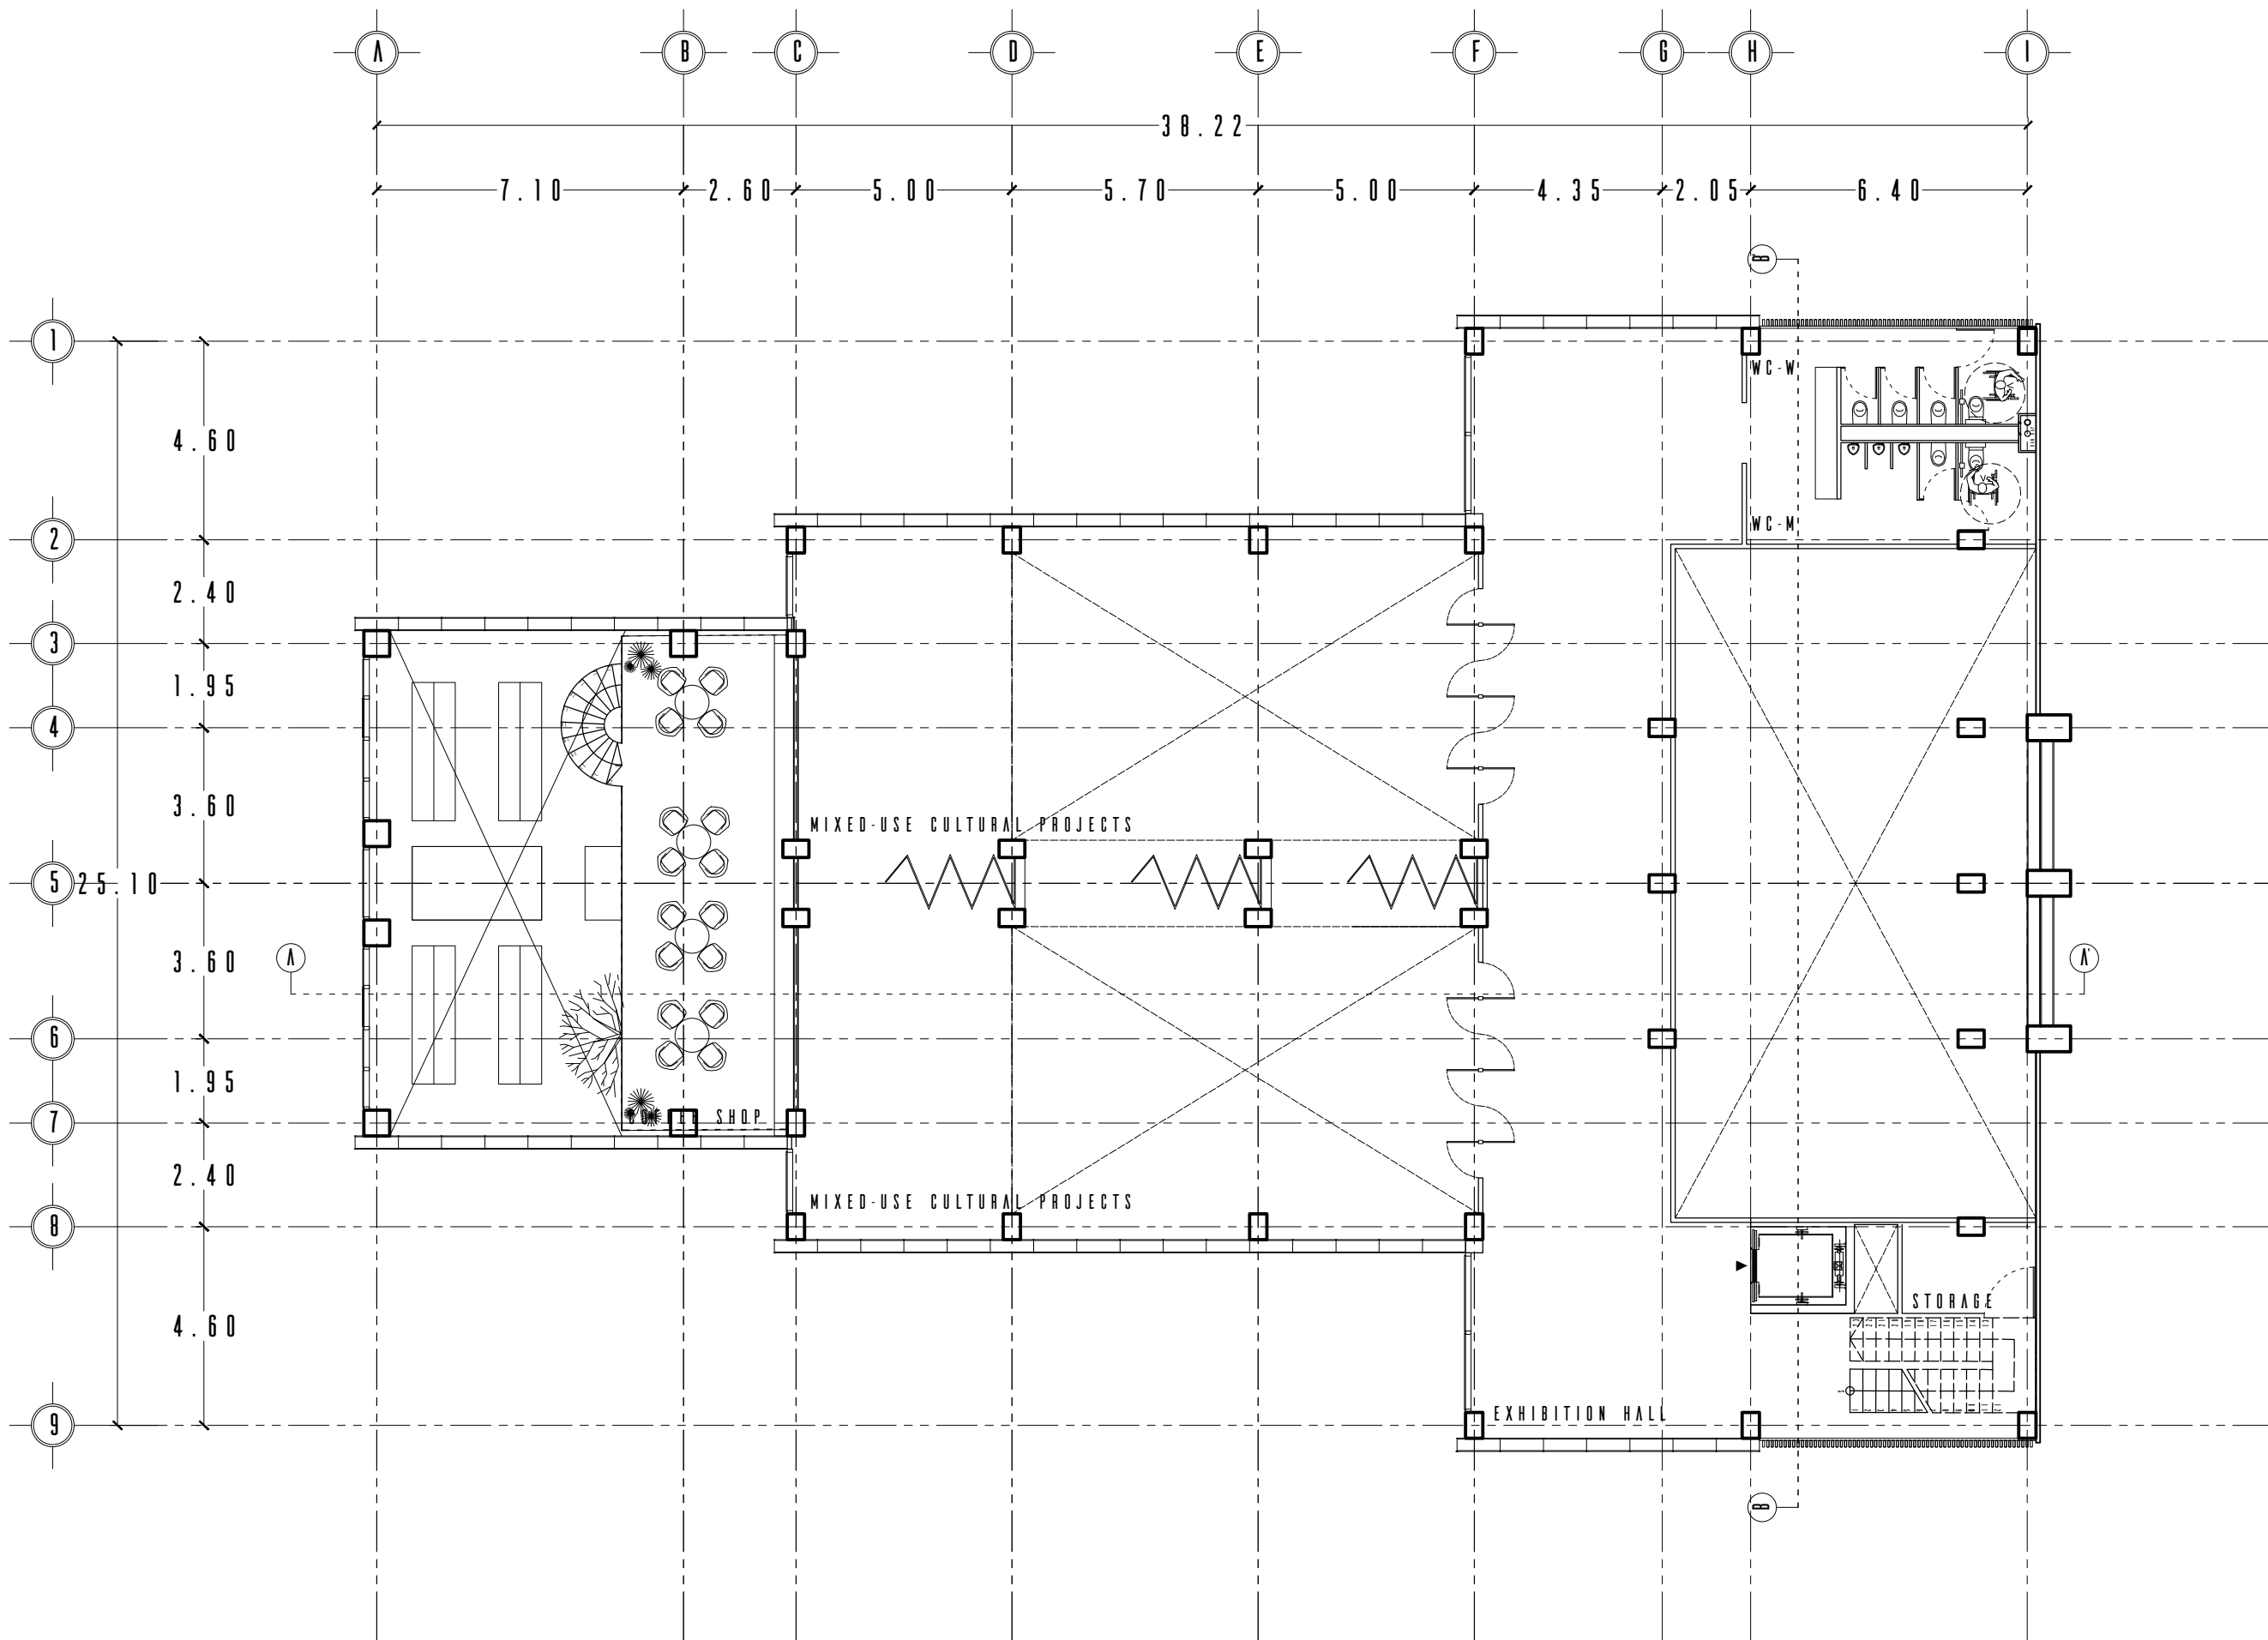 A B C D E F G H I
38.22
7.10 2.60 5.00 5.70 5.00 4.35 2.05 6.40
B'
1
WC-W
4.60
WC-M
2
2.40
3
1.95
4
3.60
MIXED-USE CULTURAL PROJECTS
5 25.10
3.60
A A'
6
1.95
7
SHOP
2.40
MIXED-USE CULTURAL PROJECTS
8
STORAGE
4.60
EXHIBITION HALL
9
B